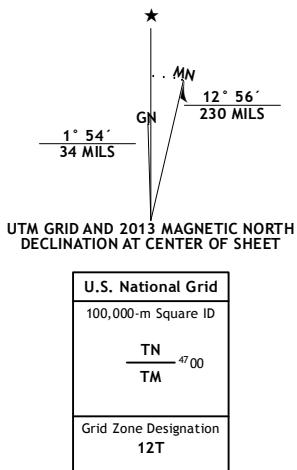 MN
GN
12° 56´
230 MILS
1° 54´
34 MILS
UTM GRID AND 2013 MAGNETIC NORTH
DECLINATION AT CENTER OF SHEET
U.S. National Grid
100,000-m Square ID
TN
4700
TM
Grid Zone Designation
12T